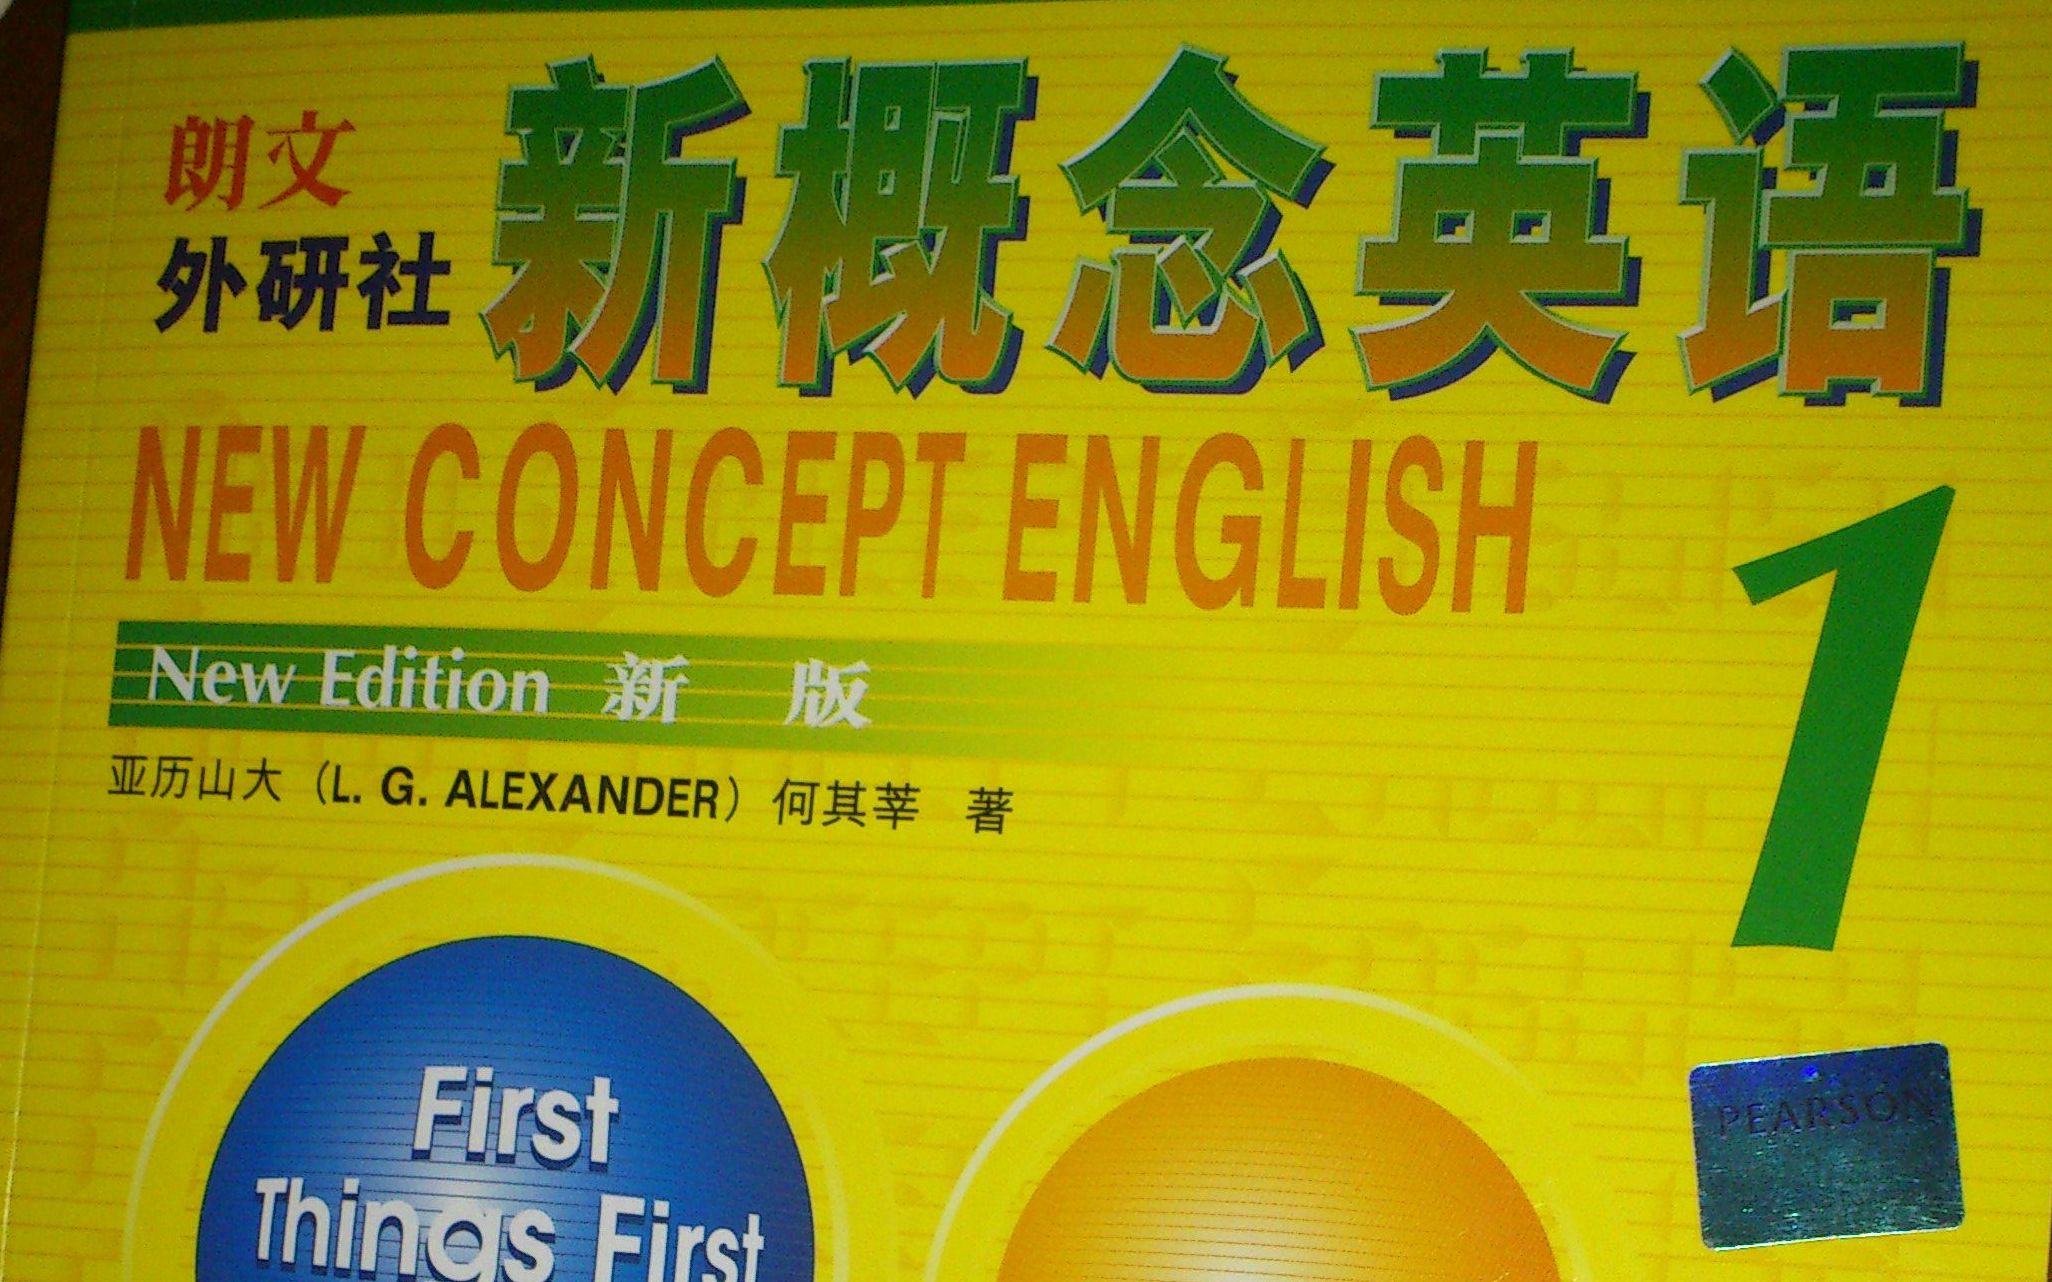 朗文
外研社
新概念英语
NEW CONCEPT ENGLISH
1
New Edition 新 版
亚历山大（L. G. ALEXANDER）何其莘 著
First
Things First
PEARSON